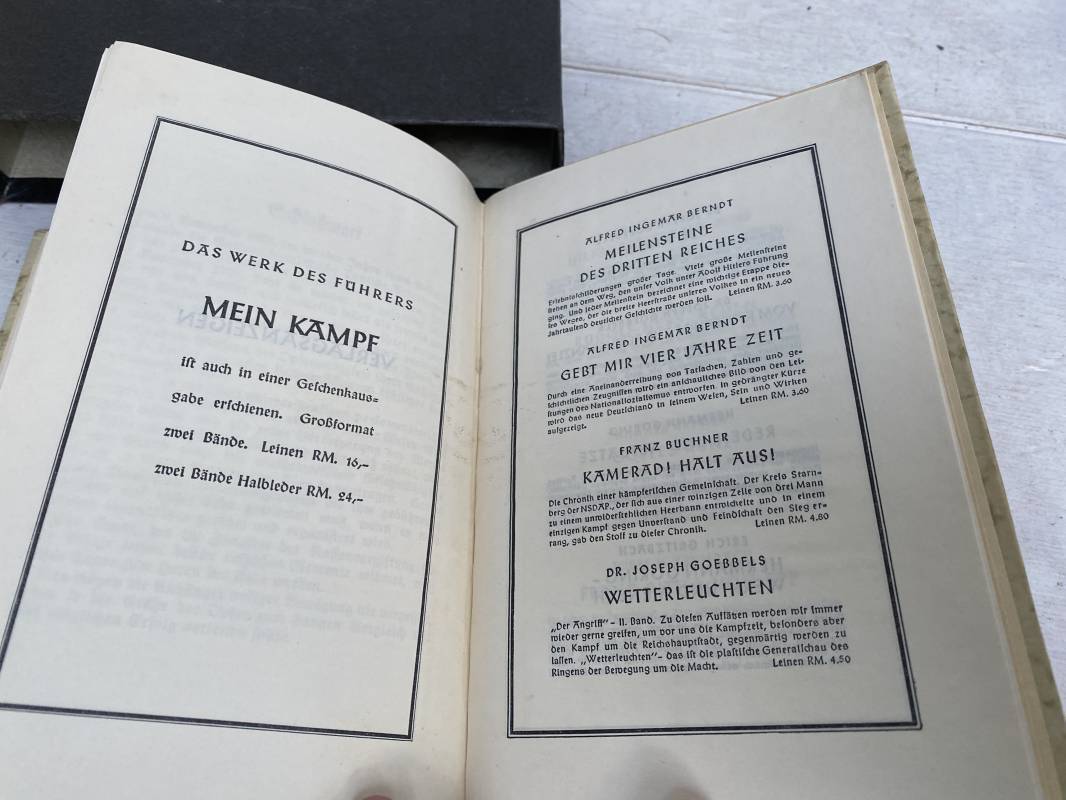 DAS WERK DES FÜHRERS
MEIN KAMPF
ist auch in einer Geschenkaus-
gabe erschienen. Großformat
zwei Bände. Leinen RM. 16,-
zwei Bände Halbleder RM. 24,-
VERLAGSANZEIGEN
ALFRED INGEMAR BERNDT
MEILENSTEINE
DES DRITTEN REICHES
Erlebnisschilderungen großer Tage. Viele große Meilensteine
stehen an dem Weg, den unser Volk unter Adolf Hitlers Führung
ging. Und jeder Meilenstein bezeichnet eine wichtige Etappe die-
ses Weges, der die breite Heerstraße unseres Volkes in ein neues
Jahrtausend deutscher Geschichte werden soll. Leinen RM. 3.60
ALFRED INGEMAR BERNDT
GEBT MIR VIER JAHRE ZEIT
Durch eine Aneinanderreihung von Tatsachen, Zahlen und ge-
schichtlichen Zeugnissen wird ein anschauliches Bild von den Lei-
stungen des Nationalsozialismus entworfen. In gedrängter Kürze
wird das neue Deutschland in seinem Wesen, Sein und Wirken
aufgezeigt. Leinen RM. 3.60
FRANZ BUCHNER
KAMERAD! HALT AUS!
Die Chronik einer kämpferischen Gemeinschaft. Der Kreis Starn-
berg der NSDAP., der sich aus einer winzigen Zelle von drei Mann
zu einem unwiderstehlichen Heerbann entwickelte und in einem
einzigen Kampf gegen Unverstand und Feindschaft den Sieg er-
rang, gab den Stoff zu dieser Chronik. Leinen RM. 4.80
DR. JOSEPH GOEBBELS
WETTERLEUCHTEN
„Der Angriff“ - II. Band. Zu diesen Aufsätzen werden wir immer
wieder gerne greifen, um vor uns die Kampfzeit, besonders aber
den Kampf um die Reichshauptstadt, gegenwärtig werden zu
lassen. „Wetterleuchten“ - das ist die plastische Generalschau des
Ringens der Bewegung um die Macht. Leinen RM. 4.50